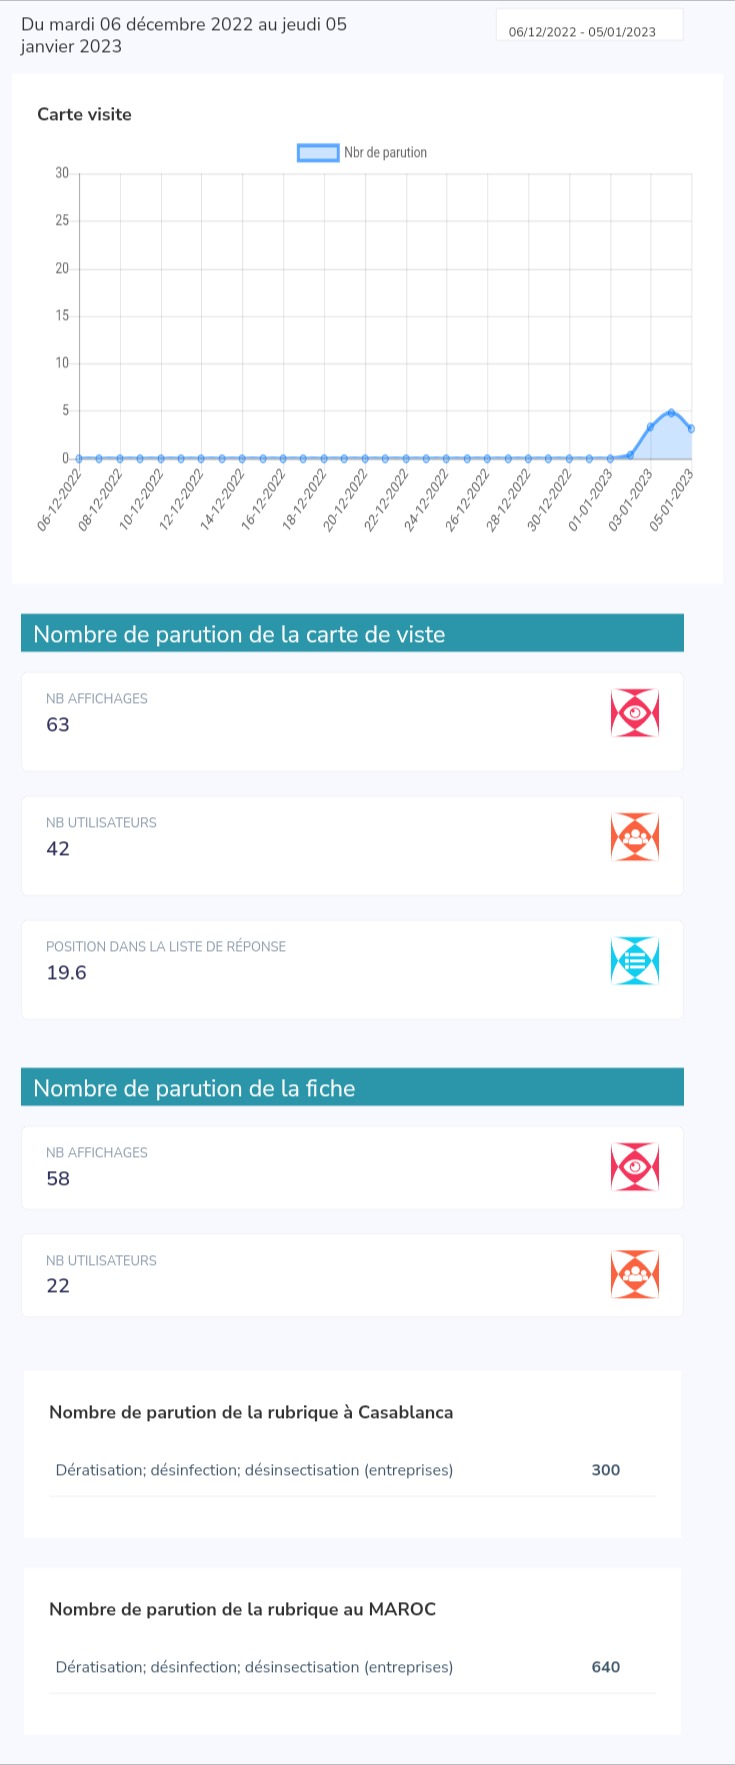 Du mardi 06 décembre 2022 au jeudi 05
janvier 2023
06/12/2022 - 05/01/2023
Carte visite
Nbr de parution
30
25
20
15
10
5
0
06-12-2022
08-12-2022
10-12-2022
12-12-2022
14-12-2022
16-12-2022
18-12-2022
20-12-2022
22-12-2022
24-12-2022
26-12-2022
28-12-2022
30-12-2022
01-01-2023
03-01-2023
05-01-2023
Nombre de parution de la carte de viste
NB AFFICHAGES
63
NB UTILISATEURS
42
POSITION DANS LA LISTE DE RÉPONSE
19.6
Nombre de parution de la fiche
NB AFFICHAGES
58
NB UTILISATEURS
22
Nombre de parution de la rubrique à Casablanca
Dératisation; désinfection; désinsectisation (entreprises) 300
Nombre de parution de la rubrique au MAROC
Dératisation; désinfection; désinsectisation (entreprises) 640